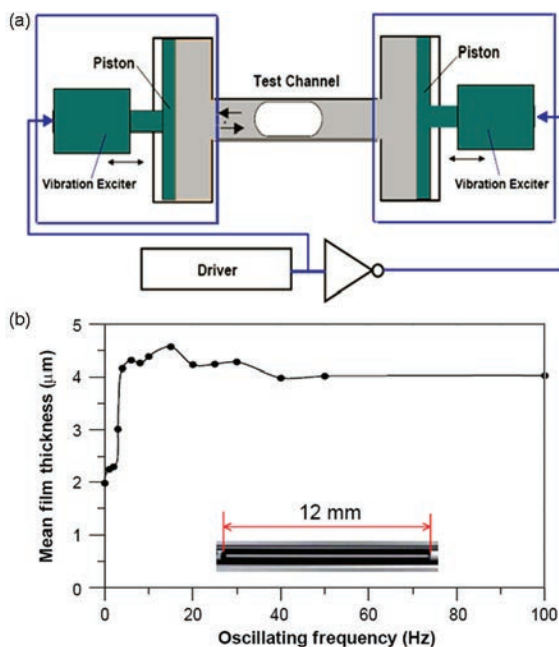 (a)
Piston
Test Channel
Piston
Vibration Exciter
Vibration Exciter
Driver
(b)
Mean film thickness (μm)
5
4
3
2
1
0
12 mm
0 20 40 60 80 100
Oscillating frequency (Hz)